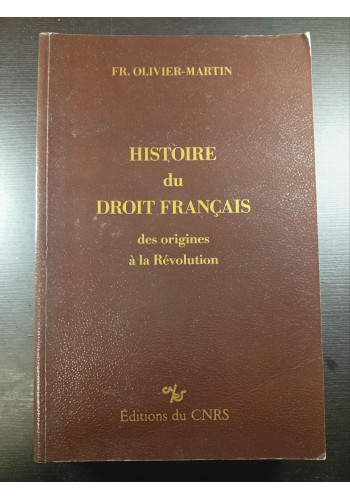 FR. OLIVIER-MARTIN
HISTOIRE
du
DROIT FRANÇAIS
des origines
à la Révolution
cnrs
Éditions du CNRS